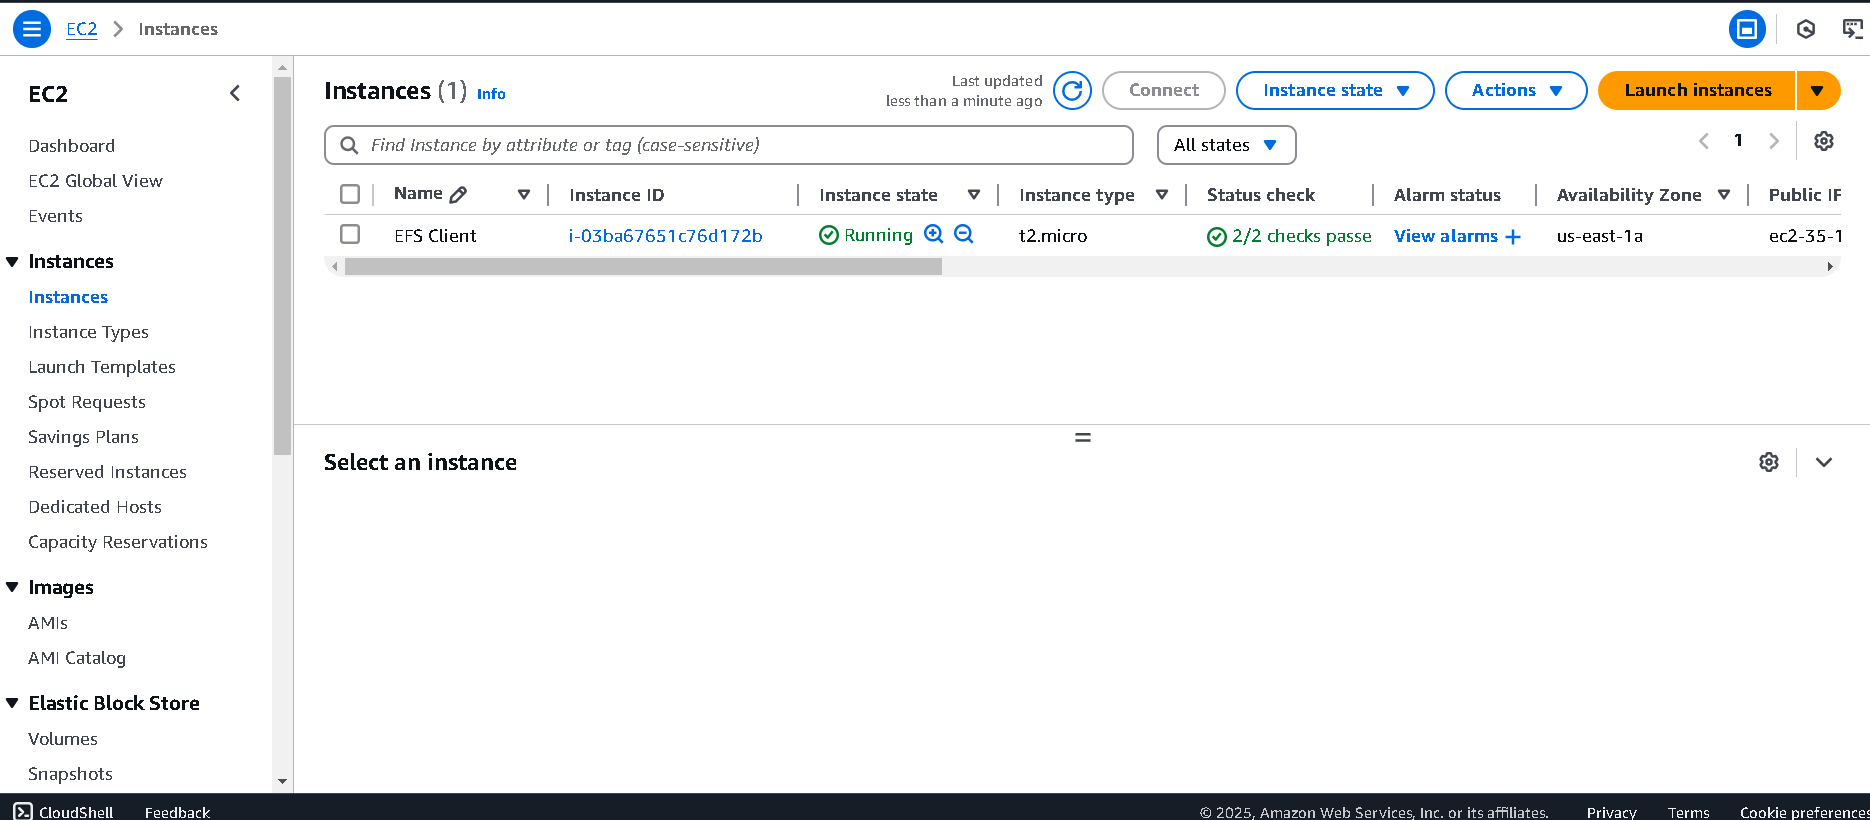 EC2 Instances
EC2
Dashboard
EC2 Global View
Events
Instances
Instances
Instance Types
Launch Templates
Spot Requests
Savings Plans
Reserved Instances
Dedicated Hosts
Capacity Reservations
Images
AMIs
AMI Catalog
Elastic Block Store
Volumes
Snapshots
Instances (1) Info
Last updated
less than a minute ago
Connect
Instance state
Actions
Launch instances
Find Instance by attribute or tag (case-sensitive)
All states
1
Name Instance ID Instance state Instance type Status check Alarm status Availability Zone Public IP
EFS Client i-03ba67651c76d172b Running t2.micro 2/2 checks passe View alarms + us-east-1a ec2-35-1
Select an instance
CloudShell Feedback © 2025, Amazon Web Services, Inc. or its affiliates. Privacy Terms Cookie preferences